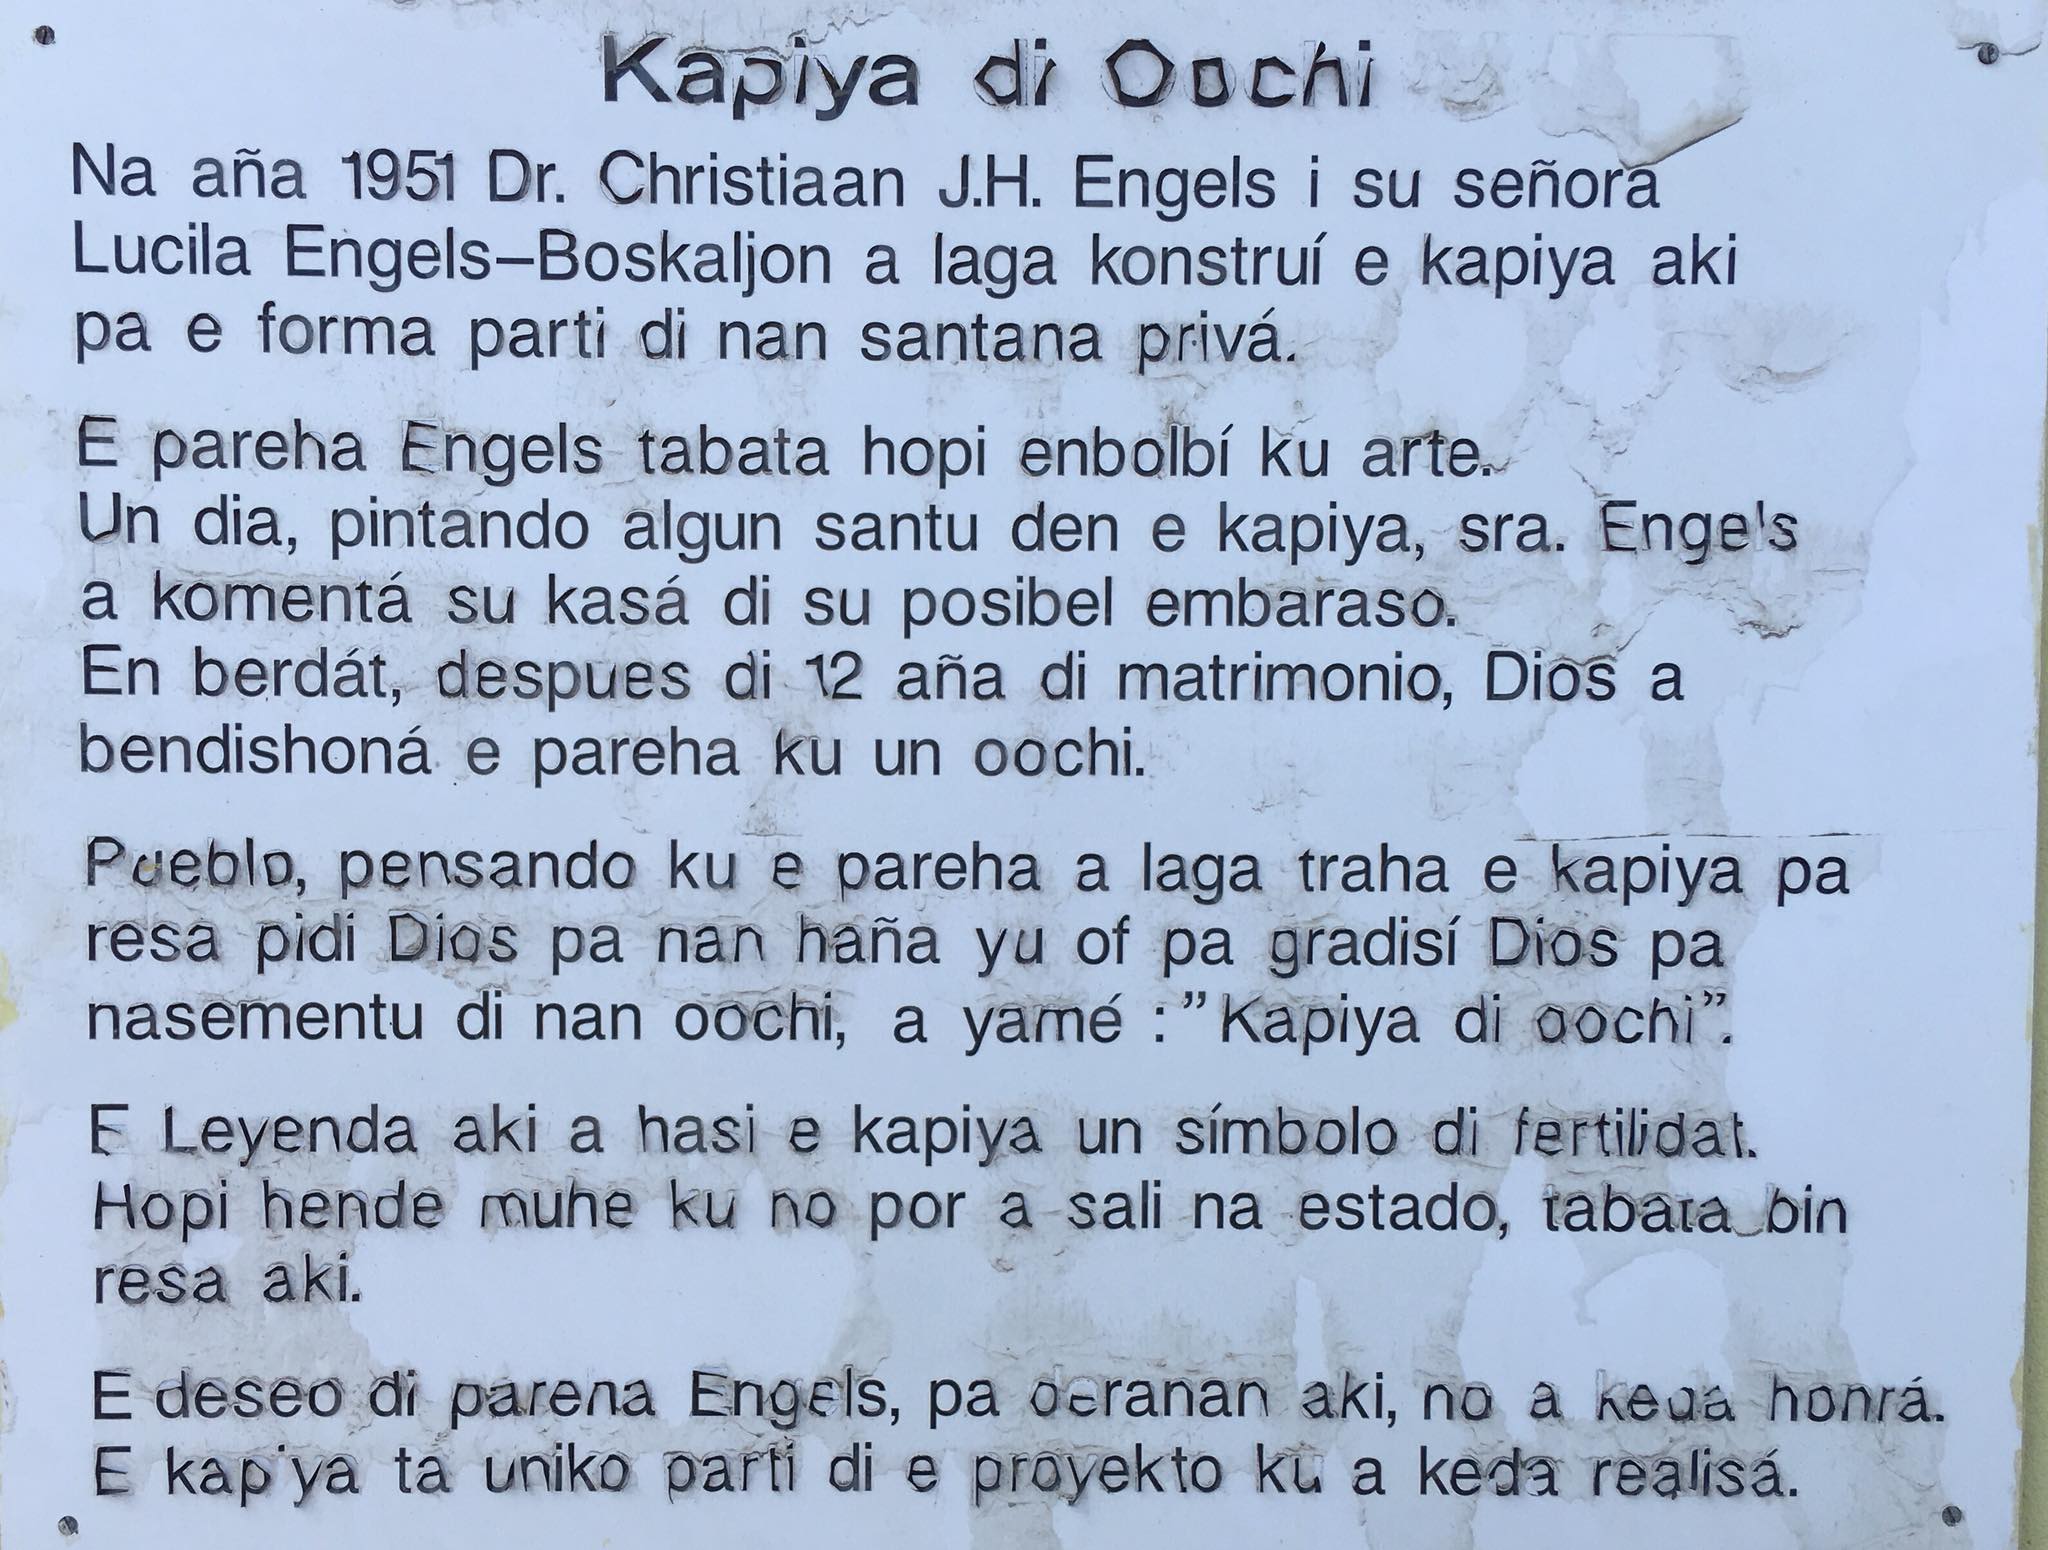 Kapiya di Oochi
Na aña 1951 Dr. Christiaan J.H. Engels i su señora
Lucila Engels–Boskaljon a laga konstruí e kapiya aki
pa e forma parti di nan santana privá.
E pareha Engels tabata hopi enbolbí ku arte.
Un dia, pintando algun santu den e kapiya, sra. Engels
a komentá su kasá di su posibel embaraso.
En berdát, despues di 12 aña di matrimonio, Dios a
bendishoná e pareha ku un oochi.
Pueblo, pensando ku e pareha a laga traha e kapiya pa
resa pidi Dios pa nan haña yu of pa gradisí Dios pa
nasementu di nan oochi, a yamé :"Kapiya di oochi".
E Leyenda aki a hasi e kapiya un símbolo di fertilidat.
Hopi hende muhe ku no por a sali na estado, tabata bin
resa aki.
E deseo di pareha Engels, pa deranan aki, no a keda honrá.
E kapiya ta uniko parti di e proyekto ku a keda realisá.